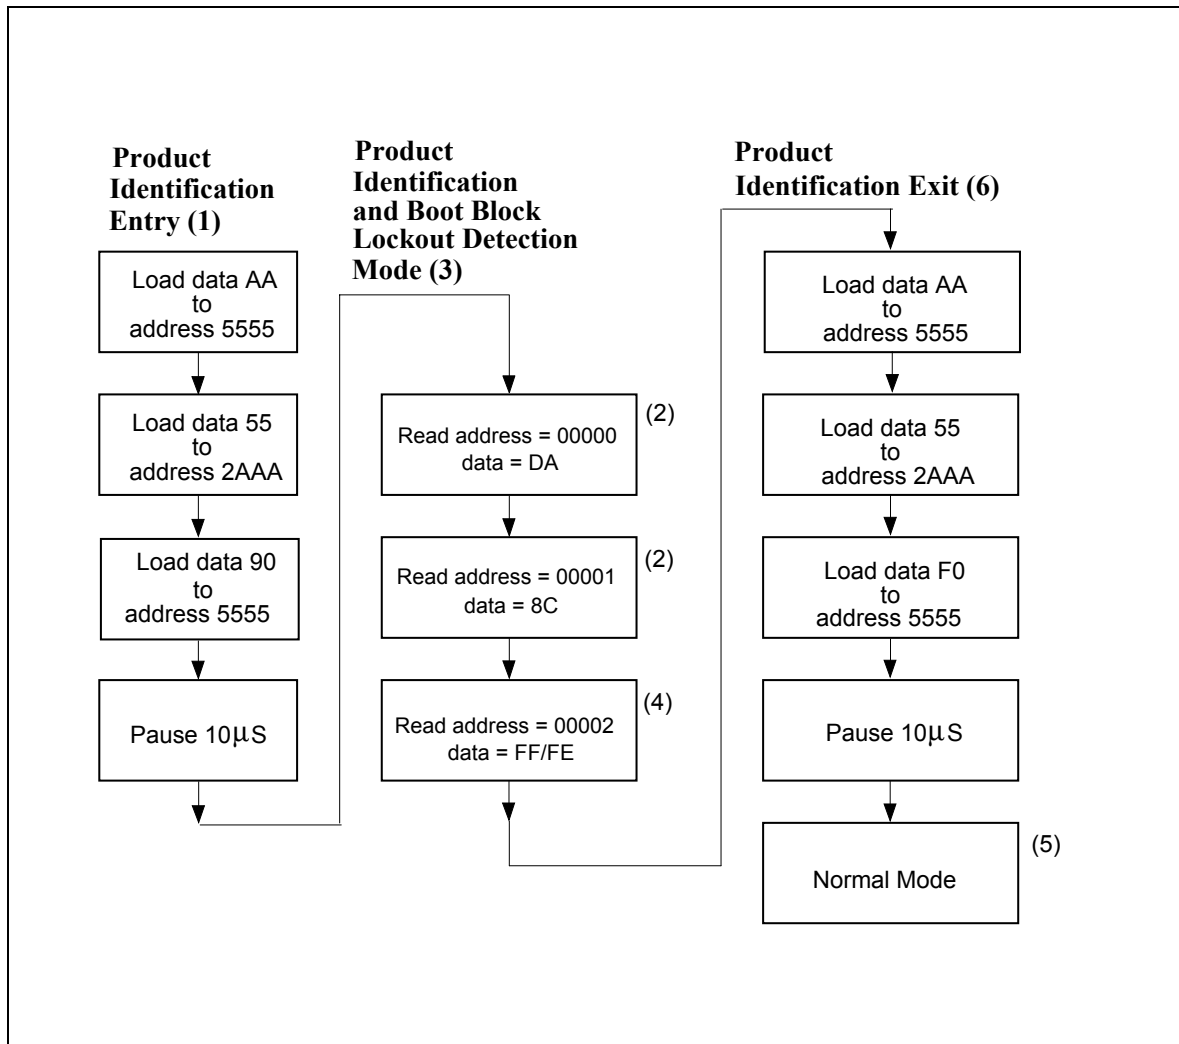 Product
Identification
Entry (1)
Load data AA
to
address 5555
Load data 55
to
address 2AAA
Load data 90
to
address 5555
Pause 10μS
Product
Identification
and Boot Block
Lockout Detection
Mode (3)
(2)
Read address = 00000
data = DA
(2)
Read address = 00001
data = 8C
(4)
Read address = 00002
data = FF/FE
Product
Identification Exit (6)
Load data AA
to
address 5555
Load data 55
to
address 2AAA
Load data F0
to
address 5555
Pause 10μS
(5)
Normal Mode